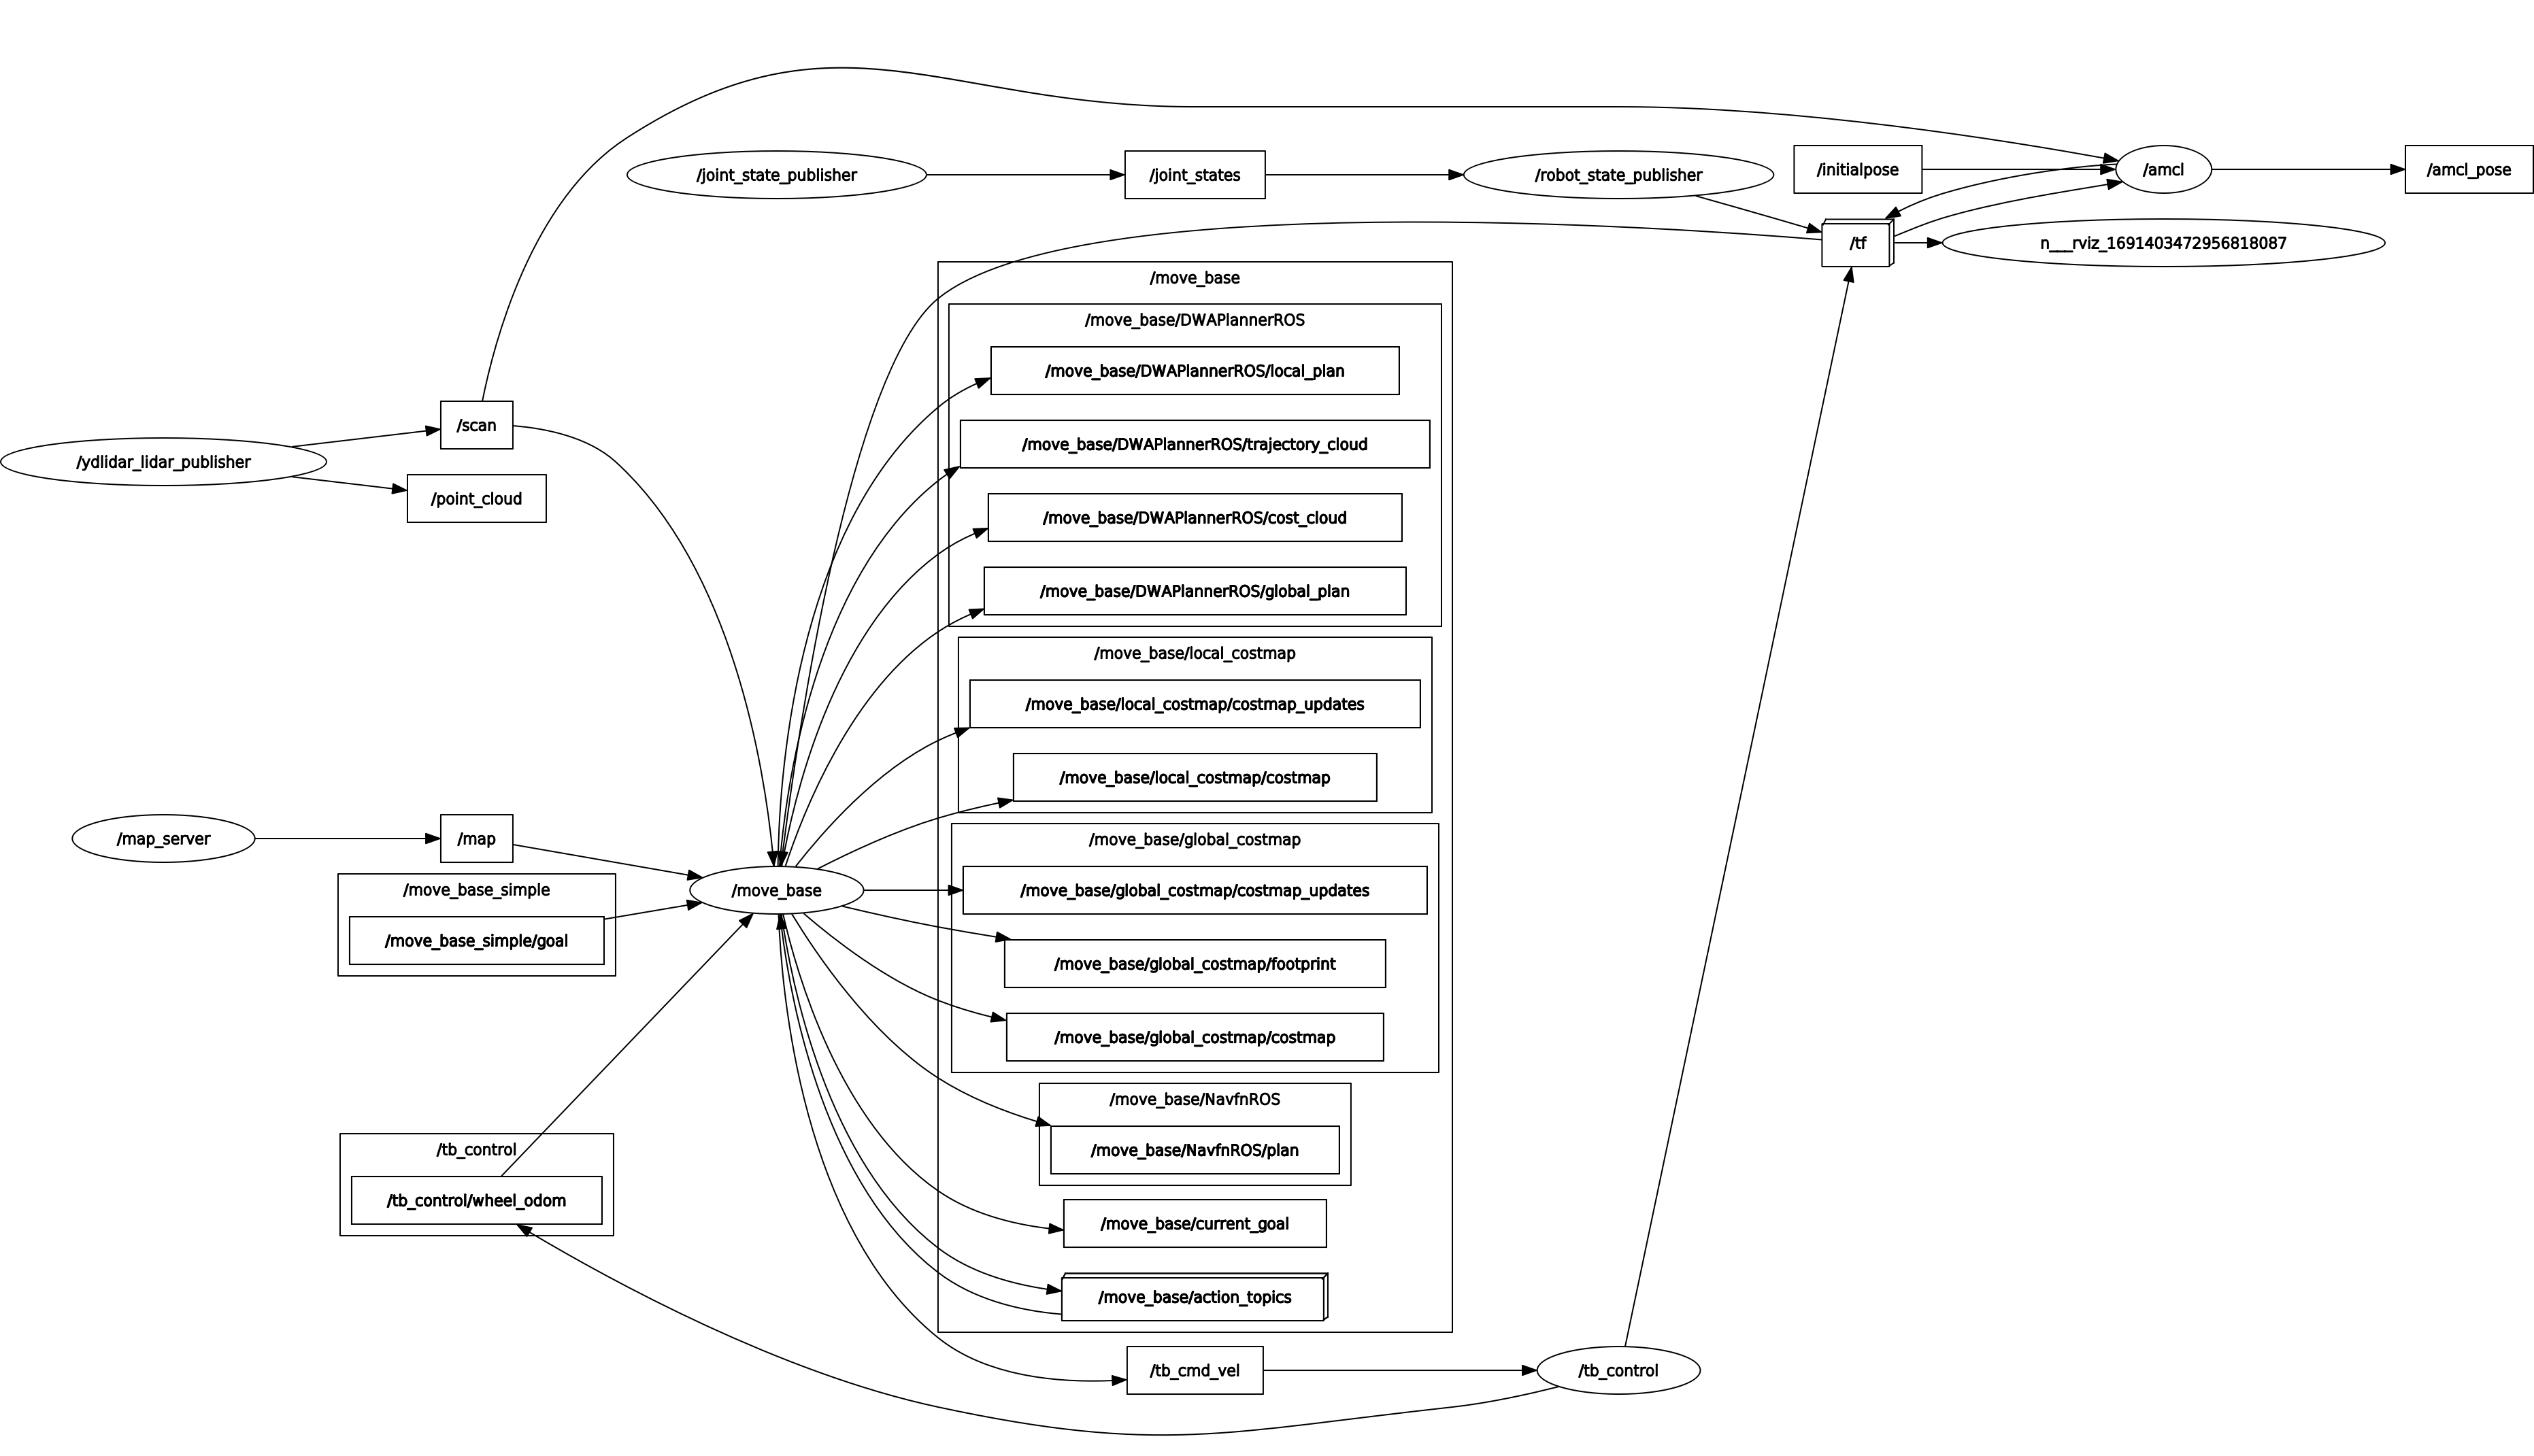 /joint_state_publisher
/joint_states
/robot_state_publisher
/initialpose
/amcl
/amcl_pose
/tf
n___rviz_1691403472956818087
/move_base
/move_base/DWAPlannerROS
/move_base/DWAPlannerROS/local_plan
/scan
/move_base/DWAPlannerROS/trajectory_cloud
/ydlidar_lidar_publisher
/point_cloud
/move_base/DWAPlannerROS/cost_cloud
/move_base/DWAPlannerROS/global_plan
/move_base/local_costmap
/move_base/local_costmap/costmap_updates
/move_base/local_costmap/costmap
/map_server
/map
/move_base/global_costmap
/move_base_simple
/move_base
/move_base/global_costmap/costmap_updates
/move_base_simple/goal
/move_base/global_costmap/footprint
/move_base/global_costmap/costmap
/move_base/NavfnROS
/tb_control
/move_base/NavfnROS/plan
/tb_control/wheel_odom
/move_base/current_goal
/move_base/action_topics
/tb_cmd_vel
/tb_control